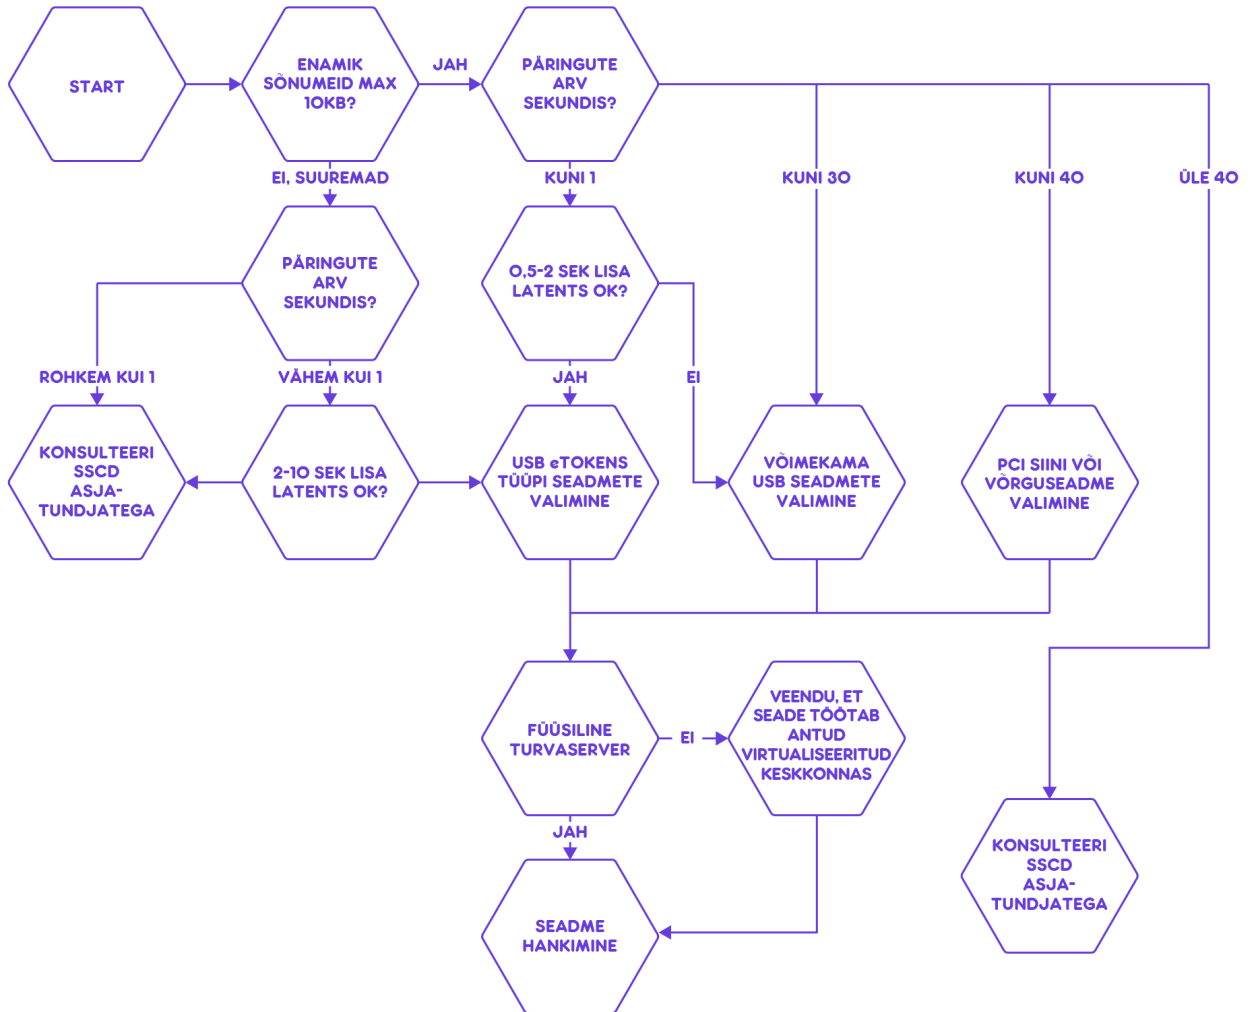 START
ENAMIK
SÕNUMEID MAX
10KB?
JAH
PÄRINGUTE
ARV
SEKUNDIS?
EI, SUUREMAD
KUNI 1
KUNI 30
KUNI 40
ÜLE 40
PÄRINGUTE
ARV
SEKUNDIS?
0,5-2 SEK LISA
LATENTS OK?
ROHKEM KUI 1
VÄHEM KUI 1
JAH
EI
KONSULTEERI
SSCD
ASJA-
TUNDJATEGA
2-10 SEK LISA
LATENTS OK?
USB eTOKENS
TÜÜPI SEADMETE
VALIMINE
VÕIMEKAMA
USB SEADMETE
VALIMINE
PCI SIINI VÕI
VÕRGUSEADME
VALIMINE
FÜÜSILINE
TURVASERVER
EI
VEENDU, ET
SEADE TÖÖTAB
ANTUD
VIRTUALISEERITUD
KESKKONNAS
JAH
KONSULTEERI
SSCD
ASJA-
TUNDJATEGA
SEADME
HANKIMINE